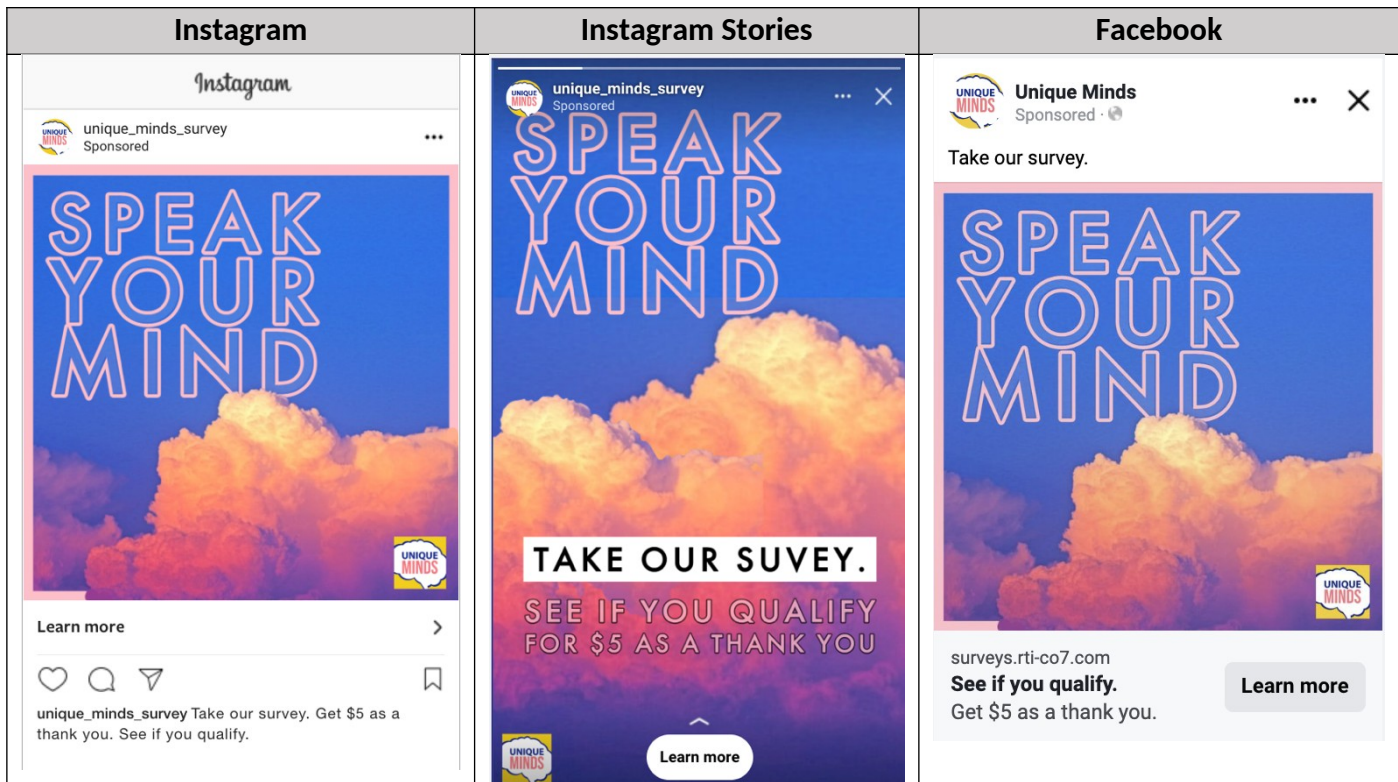 Instagram
Instagram Stories
Facebook
Instagram
UNIQUE
MINDS
unique_minds_survey
Sponsored
SPEAK
YOUR
MIND
UNIQUE
MINDS
Learn more
unique_minds_survey Take our survey. Get $5 as a
thank you. See if you qualify.
UNIQUE
MINDS
unique_minds_survey
Sponsored
SPEAK
YOUR
MIND
TAKE OUR SUVEY.
SEE IF YOU QUALIFY
FOR $5 AS A THANK YOU
UNIQUE
MINDS
Learn more
UNIQUE
MINDS
Unique Minds
Sponsored ·
Take our survey.
SPEAK
YOUR
MIND
UNIQUE
MINDS
surveys.rti-co7.com
See if you qualify.
Get $5 as a thank you.
Learn more